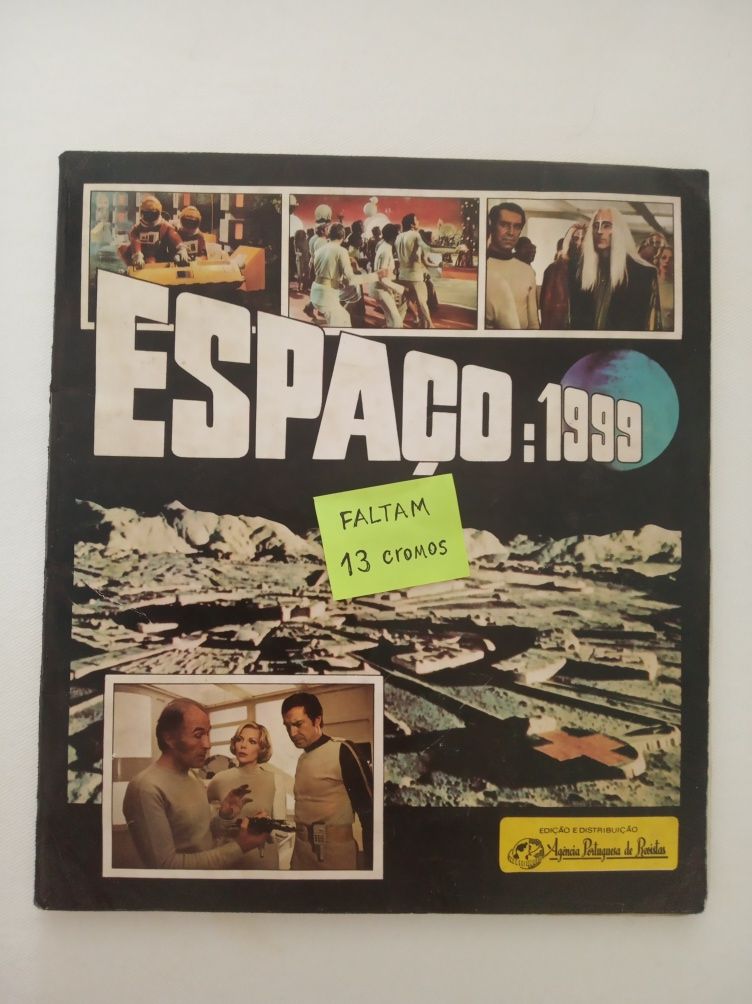 ESPAÇO:1999
FALTAM
13 CROMOS
EDIÇÃO E DISTRIBUIÇÃO
Agência Portuguesa de Revistas